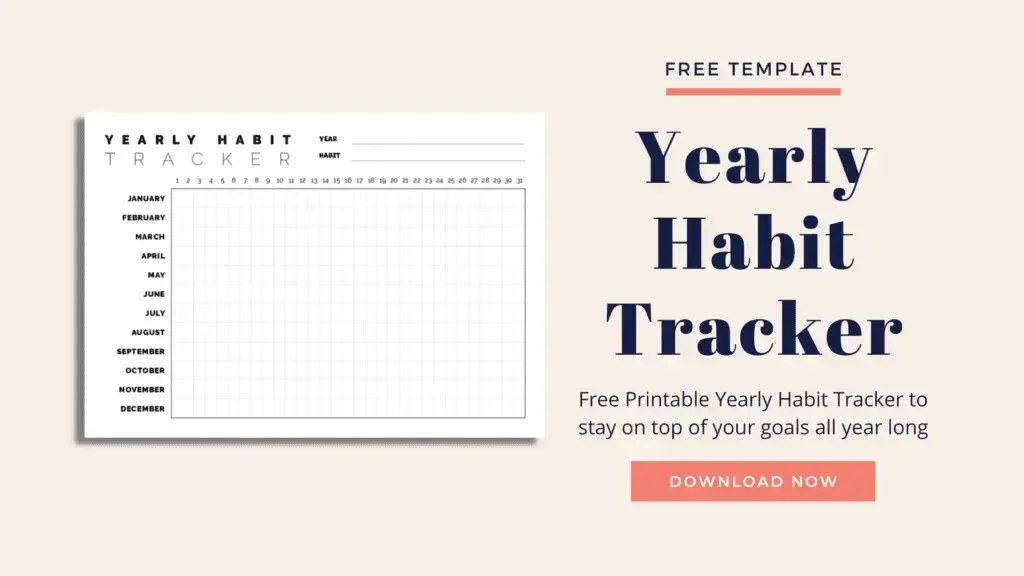 YEARLY HABIT
TRACKER
YEAR
HABIT
1 2 3 4 5 6 7 8 9 10 11 12 13 14 15 16 17 18 19 20 21 22 23 24 25 26 27 28 29 30 31
JANUARY
FEBRUARY
MARCH
APRIL
MAY
JUNE
JULY
AUGUST
SEPTEMBER
OCTOBER
NOVEMBER
DECEMBER
FREE TEMPLATE
Yearly
Habit
Tracker
Free Printable Yearly Habit Tracker to
stay on top of your goals all year long
DOWNLOAD NOW